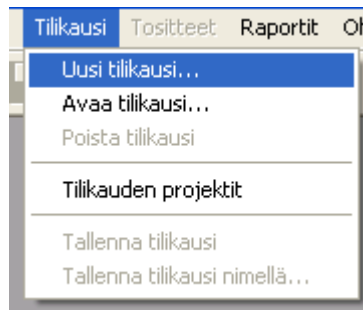 Tilikausi Tositteet Raportit
Uusi tilikausi...
Avaa tilikausi...
Poista tilikausi
Tilikauden projektit
Tallenna tilikausi
Tallenna tilikausi nimellä...